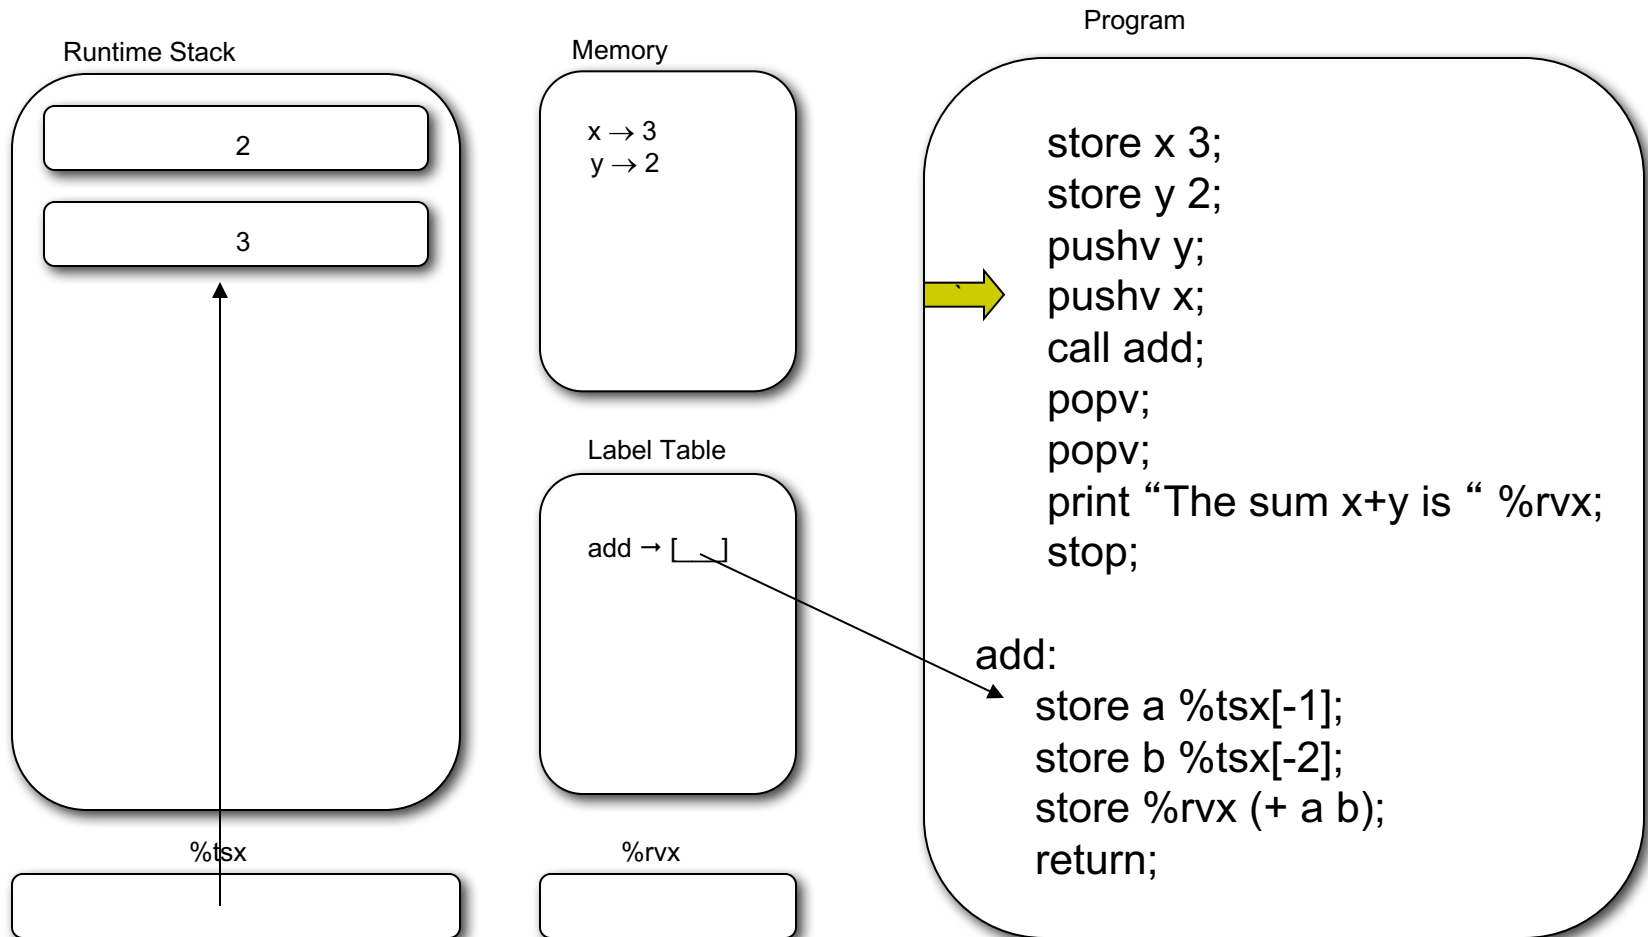 Program
Runtime Stack
Memory
2
3
x → 3
y → 2
Label Table
add → [___]
%tsx
%rvx
`
store x 3;
store y 2;
pushv y;
pushv x;
call add;
popv;
popv;
print “The sum x+y is “ %rvx;
stop;
add:
store a %tsx[-1];
store b %tsx[-2];
store %rvx (+ a b);
return;